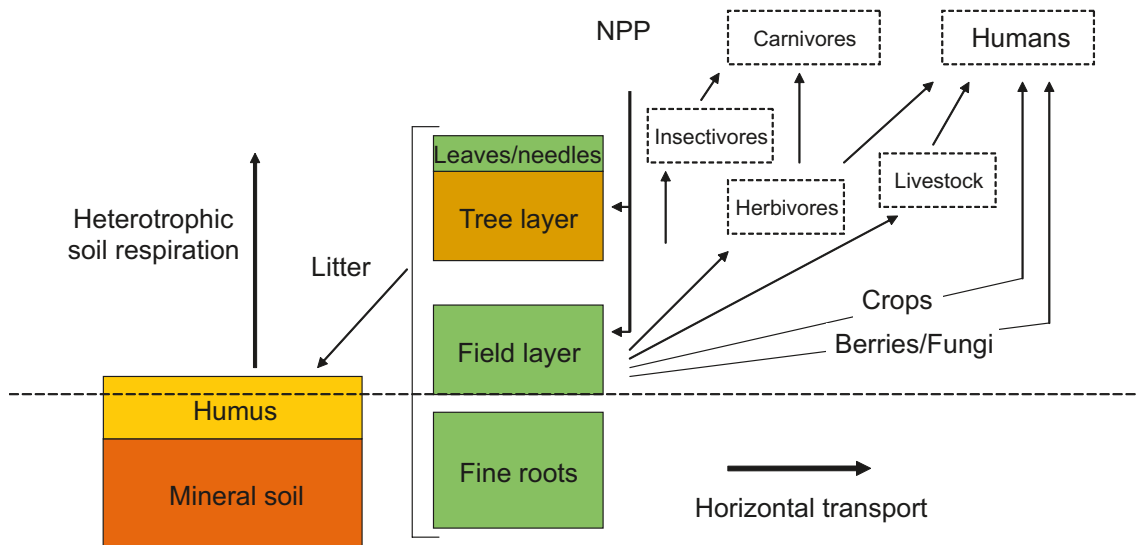 NPP
Carnivores
Humans
Insectivores
Leaves/needles
Livestock
Herbivores
Tree layer
Heterotrophic
soil respiration
Litter
Crops
Berries/Fungi
Field layer
Humus
Fine roots
Mineral soil
Horizontal transport